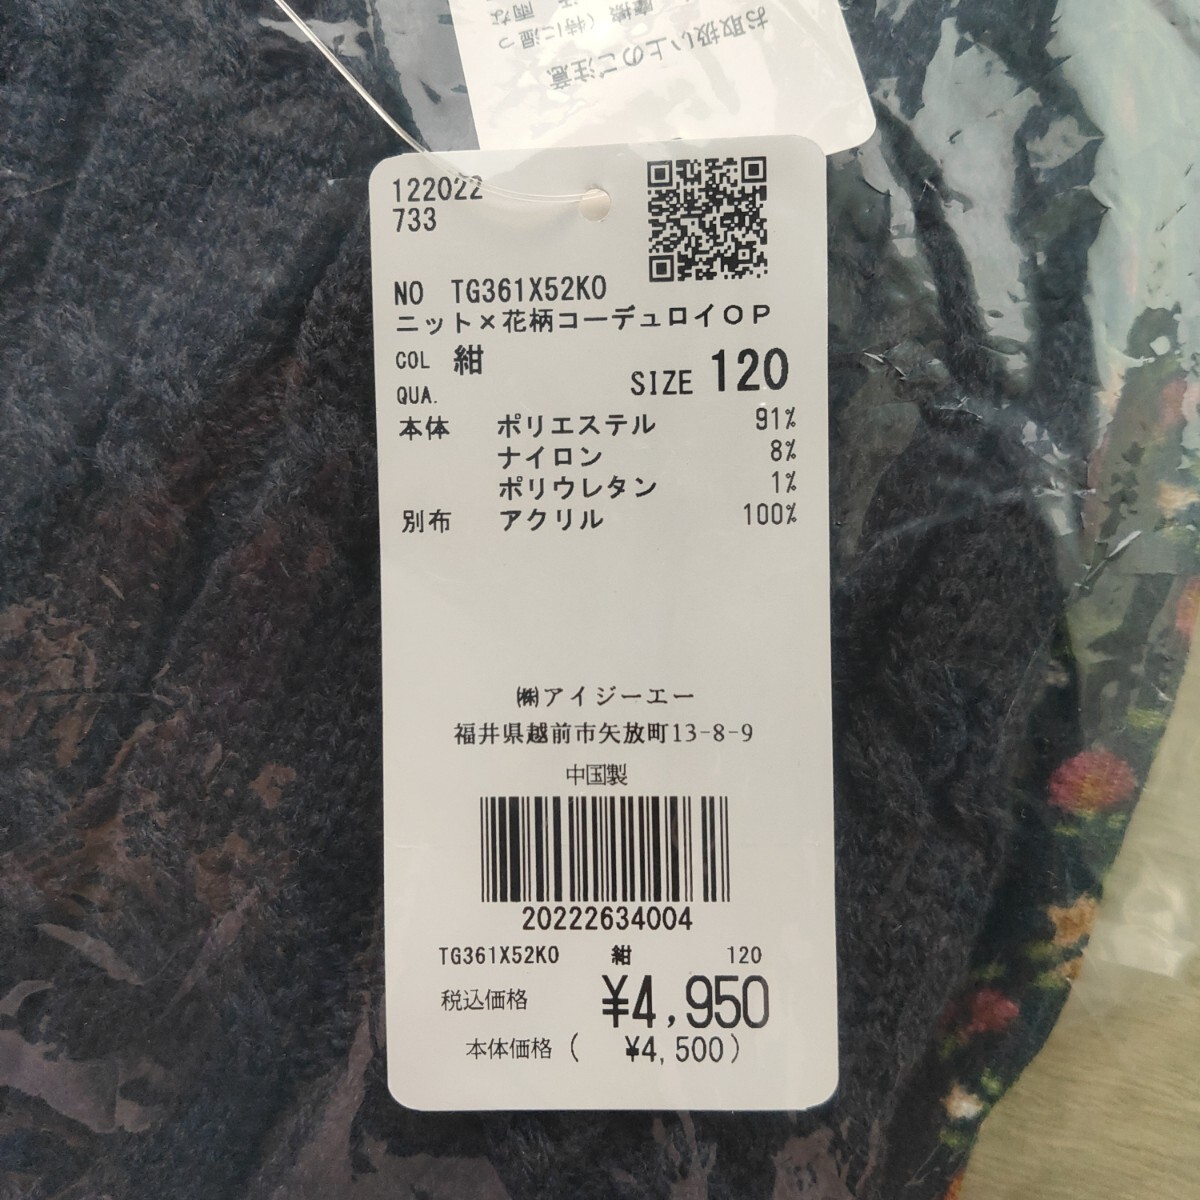 お取扱い上のご注意
122022
733
NO TG361X52KO
ニット×花柄コーデュロイOP
COL 紺
SIZE 120
QUA.
本体 ポリエステル 91%
ナイロン 8%
ポリウレタン 1%
別布 アクリル 100%
㈱アイジーエー
福井県越前市矢放町13-8-9
中国製
20222634004
TG361X52KO 紺 120
税込価格 ¥4,950
本体価格( ¥4,500)